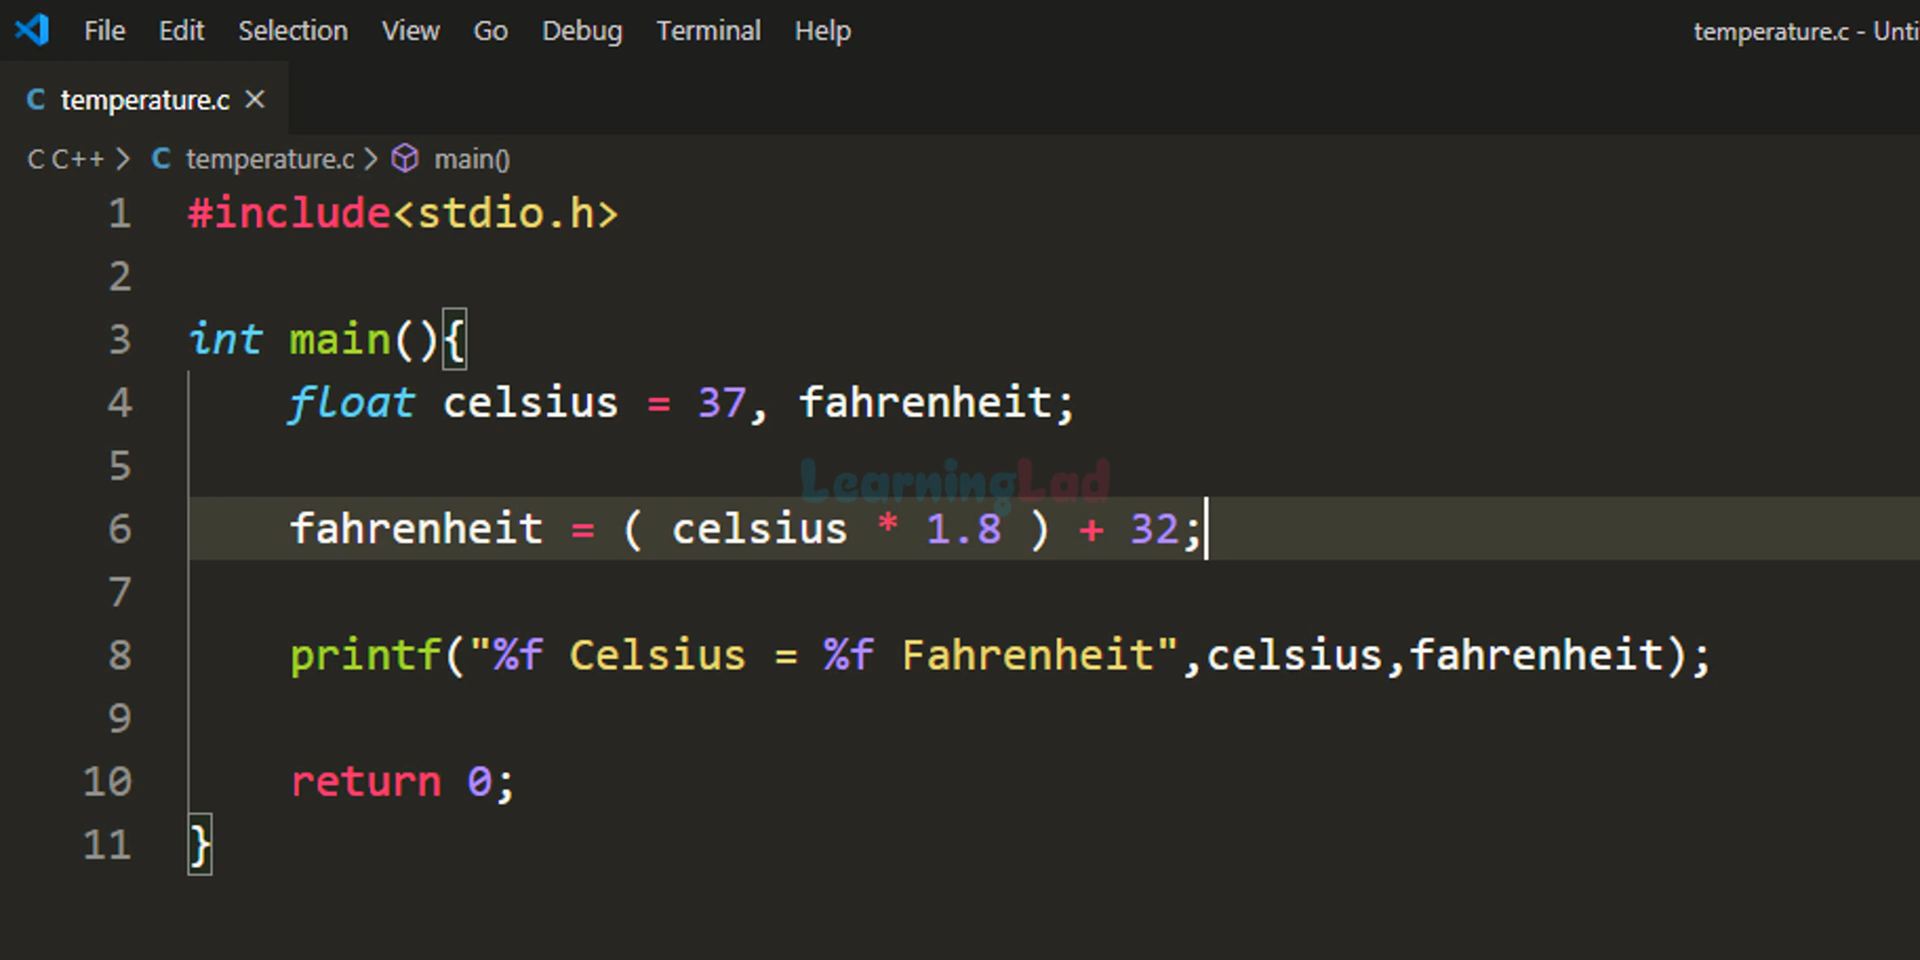 File Edit Selection View Go Debug Terminal Help temperature.c - Unti
C temperature.c ×
C C++ > C temperature.c > main()
1 #include<stdio.h>
2
3 int main(){
4 float celsius = 37, fahrenheit;
5
LearningLad
6 fahrenheit = ( celsius * 1.8 ) + 32;
7
8 printf("%f Celsius = %f Fahrenheit",celsius,fahrenheit);
9
10 return 0;
11 }